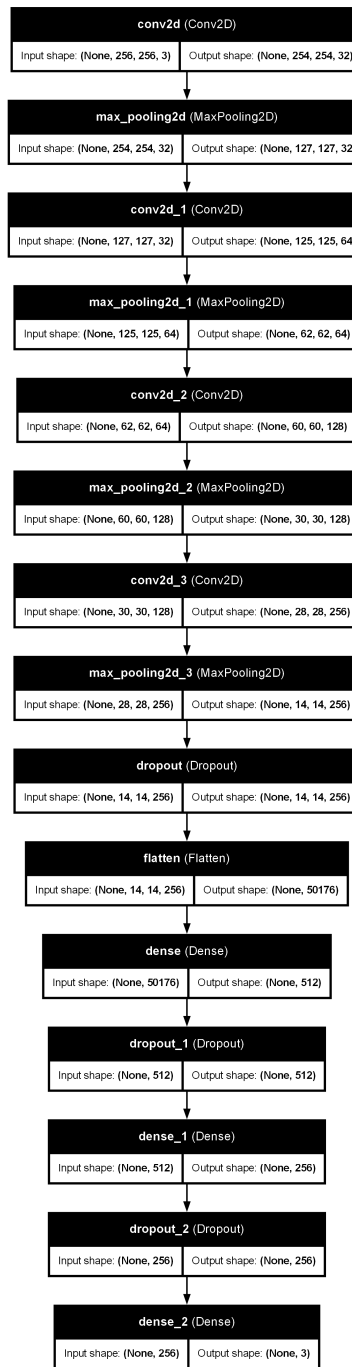 conv2d (Conv2D)
Input shape: (None, 256, 256, 3) Output shape: (None, 254, 254, 32)
max_pooling2d (MaxPooling2D)
Input shape: (None, 254, 254, 32) Output shape: (None, 127, 127, 32)
conv2d_1 (Conv2D)
Input shape: (None, 127, 127, 32) Output shape: (None, 125, 125, 64)
max_pooling2d_1 (MaxPooling2D)
Input shape: (None, 125, 125, 64) Output shape: (None, 62, 62, 64)
conv2d_2 (Conv2D)
Input shape: (None, 62, 62, 64) Output shape: (None, 60, 60, 128)
max_pooling2d_2 (MaxPooling2D)
Input shape: (None, 60, 60, 128) Output shape: (None, 30, 30, 128)
conv2d_3 (Conv2D)
Input shape: (None, 30, 30, 128) Output shape: (None, 28, 28, 256)
max_pooling2d_3 (MaxPooling2D)
Input shape: (None, 28, 28, 256) Output shape: (None, 14, 14, 256)
dropout (Dropout)
Input shape: (None, 14, 14, 256) Output shape: (None, 14, 14, 256)
flatten (Flatten)
Input shape: (None, 14, 14, 256) Output shape: (None, 50176)
dense (Dense)
Input shape: (None, 50176) Output shape: (None, 512)
dropout_1 (Dropout)
Input shape: (None, 512) Output shape: (None, 512)
dense_1 (Dense)
Input shape: (None, 512) Output shape: (None, 256)
dropout_2 (Dropout)
Input shape: (None, 256) Output shape: (None, 256)
dense_2 (Dense)
Input shape: (None, 256) Output shape: (None, 3)